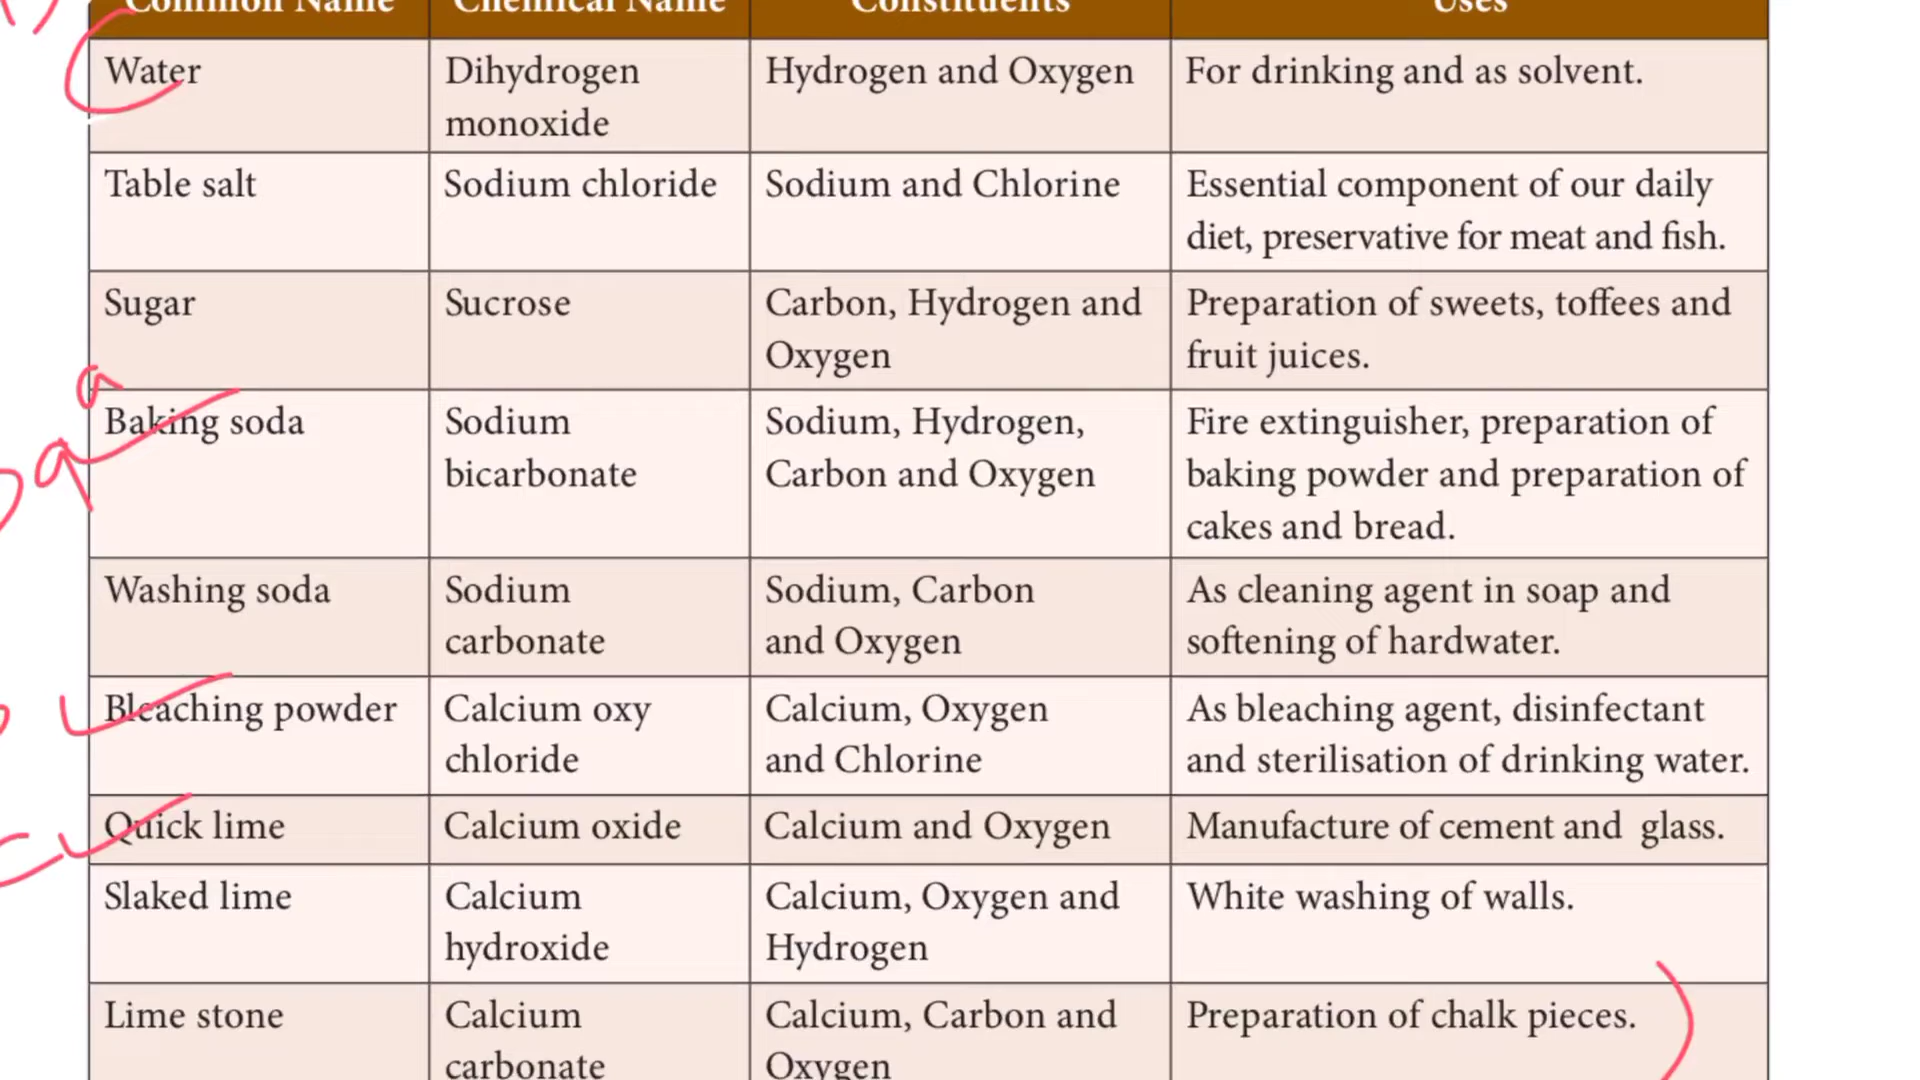 Common Name Chemical Name Constituents Uses
Water Dihydrogen Hydrogen and Oxygen For drinking and as solvent.
monoxide
Table salt Sodium chloride Sodium and Chlorine Essential component of our daily
diet, preservative for meat and fish.
Sugar Sucrose Carbon, Hydrogen and Preparation of sweets, toffees and
Oxygen fruit juices.
Baking soda Sodium Sodium, Hydrogen, Fire extinguisher, preparation of
bicarbonate Carbon and Oxygen baking powder and preparation of
cakes and bread.
Washing soda Sodium Sodium, Carbon As cleaning agent in soap and
carbonate and Oxygen softening of hardwater.
Bleaching powder Calcium oxy Calcium, Oxygen As bleaching agent, disinfectant
chloride and Chlorine and sterilisation of drinking water.
Quick lime Calcium oxide Calcium and Oxygen Manufacture of cement and glass.
Slaked lime Calcium Calcium, Oxygen and White washing of walls.
hydroxide Hydrogen
Lime stone Calcium Calcium, Carbon and Preparation of chalk pieces.
carbonate Oxygen